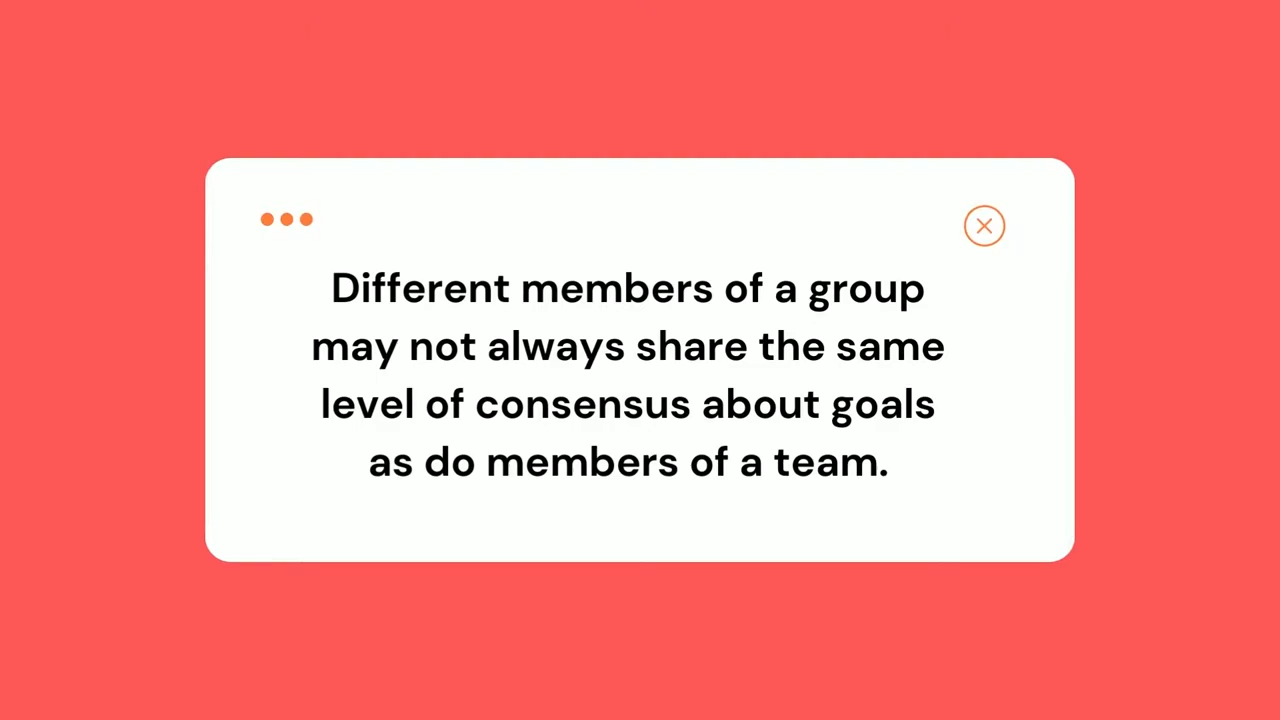 Different members of a group
may not always share the same
level of consensus about goals
as do members of a team.